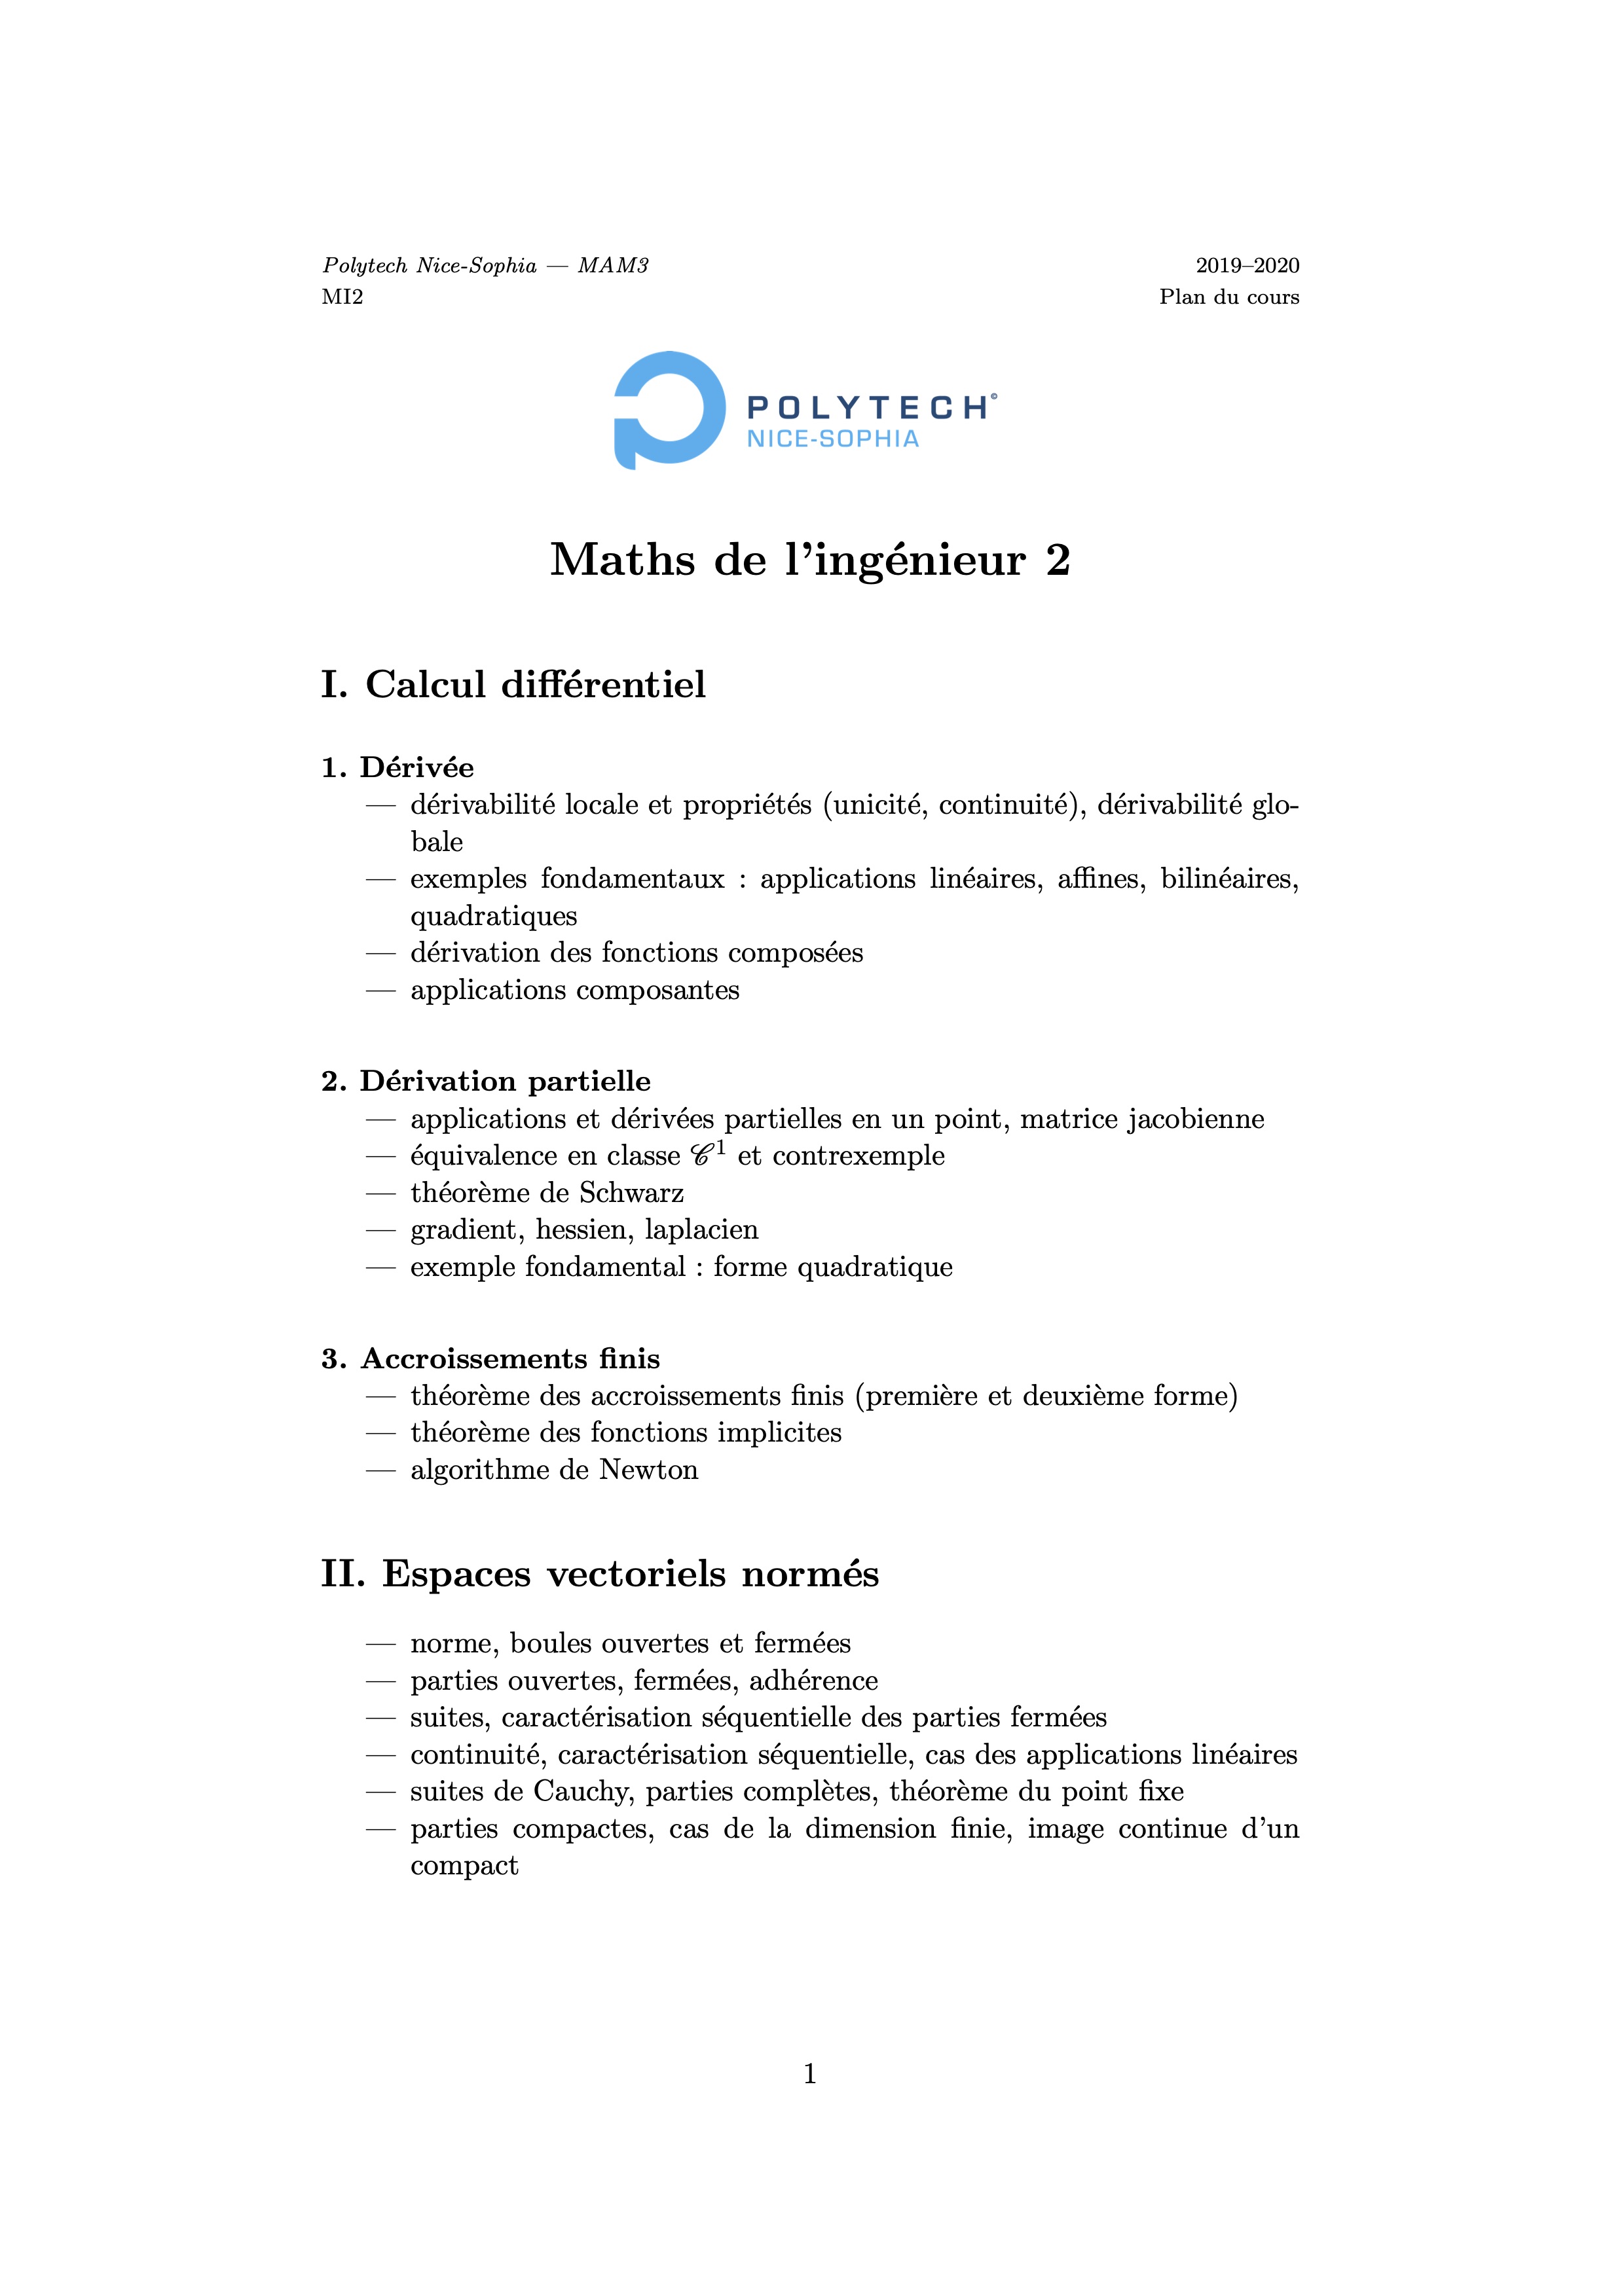 Polytech Nice-Sophia — MAM3 2019–2020
MI2 Plan du cours
POLYTECH©
NICE-SOPHIA
Maths de l'ingénieur 2
I. Calcul différentiel
1. Dérivée
— dérivabilité locale et propriétés (unicité, continuité), dérivabilité glo-
bale
— exemples fondamentaux : applications linéaires, affines, bilinéaires,
quadratiques
— dérivation des fonctions composées
— applications composantes
2. Dérivation partielle
— applications et dérivées partielles en un point, matrice jacobienne
— équivalence en classe 𝒞¹ et contrexemple
— théorème de Schwarz
— gradient, hessien, laplacien
— exemple fondamental : forme quadratique
3. Accroissements finis
— théorème des accroissements finis (première et deuxième forme)
— théorème des fonctions implicites
— algorithme de Newton
II. Espaces vectoriels normés
— norme, boules ouvertes et fermées
— parties ouvertes, fermées, adhérence
— suites, caractérisation séquentielle des parties fermées
— continuité, caractérisation séquentielle, cas des applications linéaires
— suites de Cauchy, parties complètes, théorème du point fixe
— parties compactes, cas de la dimension finie, image continue d'un
compact
1